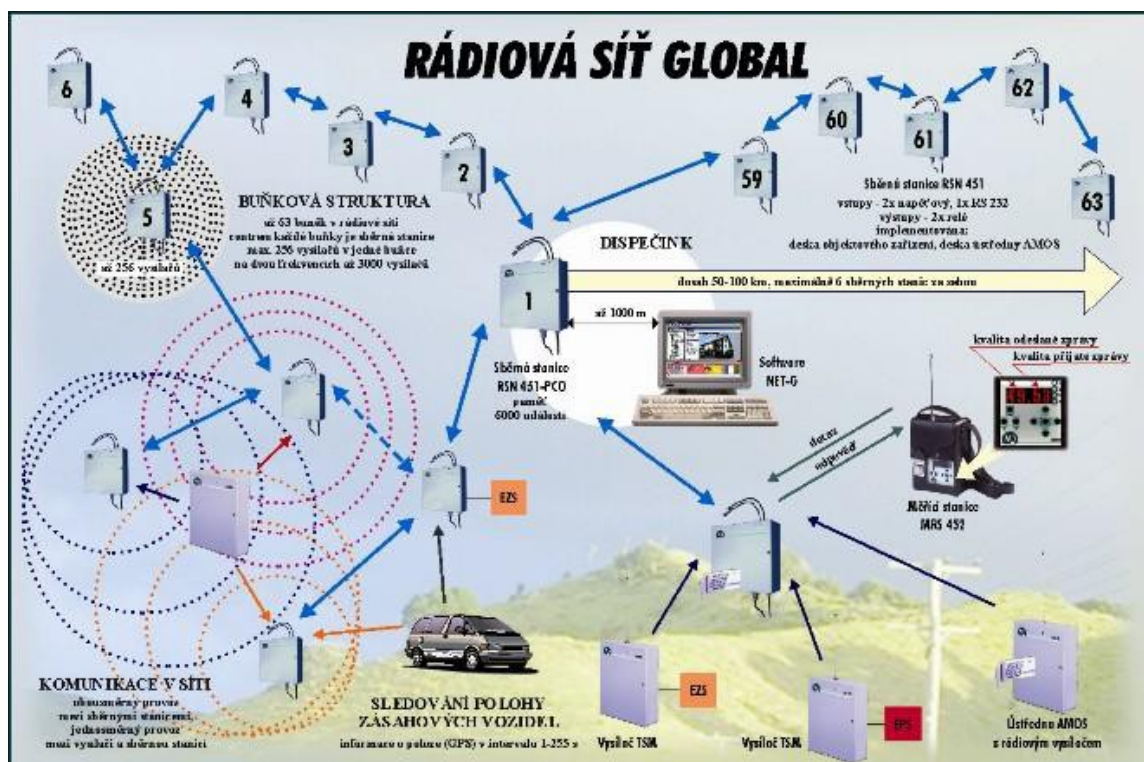 RÁDIOVÁ SÍŤ GLOBAL
6
4
3
2
5
až 256 vysílačů
BUŇKOVÁ STRUKTURA
až 63 buněk v rádiové síti
centrem každé buňky je sběrná stanice
max. 256 vysílačů v jedné buňce
na dvou frekvencích až 3000 vysílačů
59
60
61
62
63
Sběrná stanice RSN 451
vstupy - 2x napěťový, 1x RS 232
výstupy - 2x relé
implementována:
deska objektového zařízení, deska ústředny AMOS
DISPEČINK
1
dosah 50-100 km, maximálně 6 sběrných stanic za sebou
až 1000 m
Sběrná stanice
RSN 451-PCO
paměť
6000 událostí
Software
NET-G
kvalita odeslané zprávy
kvalita přijaté zprávy
dotaz
odpověď
Měřicí stanice
MRS 452
EZS
KOMUNIKACE V SÍTI
obousměrný provoz
mezi sběrnými stanicemi,
jednosměrný provoz
mezi vysílači a sběrnou stanicí
SLEDOVÁNÍ POLOHY
ZÁSAHOVÝCH VOZIDEL
informace o poloze (GPS) v intervalu 1-255 s
EZS
Vysílač TSM
EPS
Vysílač TSM
Ústředna AMOS
s rádiovým vysílačem